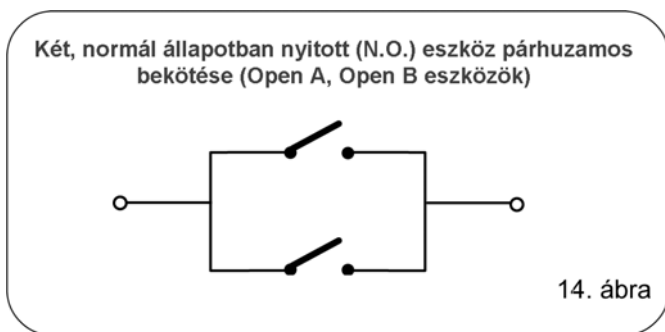 Két, normál állapotban nyitott (N.O.) eszköz párhuzamos
bekötése (Open A, Open B eszközök)
14. ábra